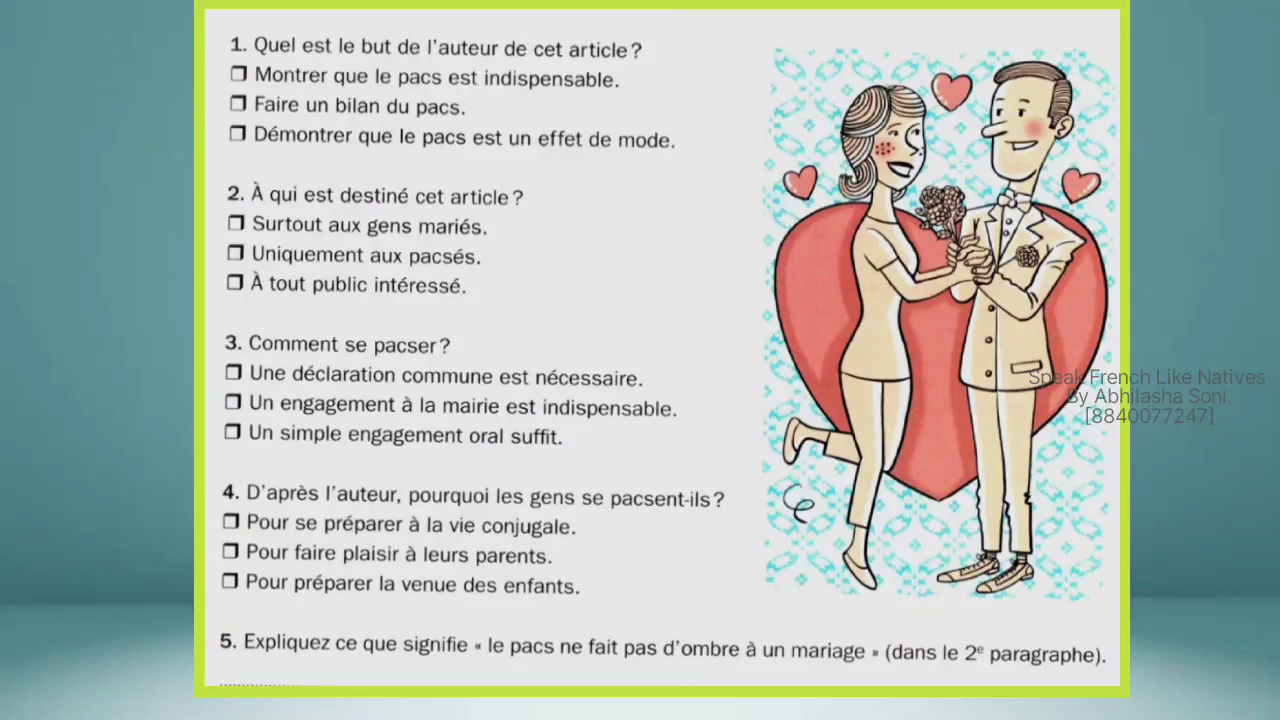 1. Quel est le but de l'auteur de cet article ?
❒ Montrer que le pacs est indispensable.
❒ Faire un bilan du pacs.
❒ Démontrer que le pacs est un effet de mode.
2. À qui est destiné cet article ?
❒ Surtout aux gens mariés.
❒ Uniquement aux pacsés.
❒ À tout public intéressé.
3. Comment se pacser ?
❒ Une déclaration commune est nécessaire.
❒ Un engagement à la mairie est indispensable.
❒ Un simple engagement oral suffit.
4. D'après l'auteur, pourquoi les gens se pacsent-ils ?
❒ Pour se préparer à la vie conjugale.
❒ Pour faire plaisir à leurs parents.
❒ Pour préparer la venue des enfants.
5. Expliquez ce que signifie « le pacs ne fait pas d'ombre à un mariage » (dans le 2e paragraphe).
Speak French Like Natives
By Abhilasha Soni
[8840077247]